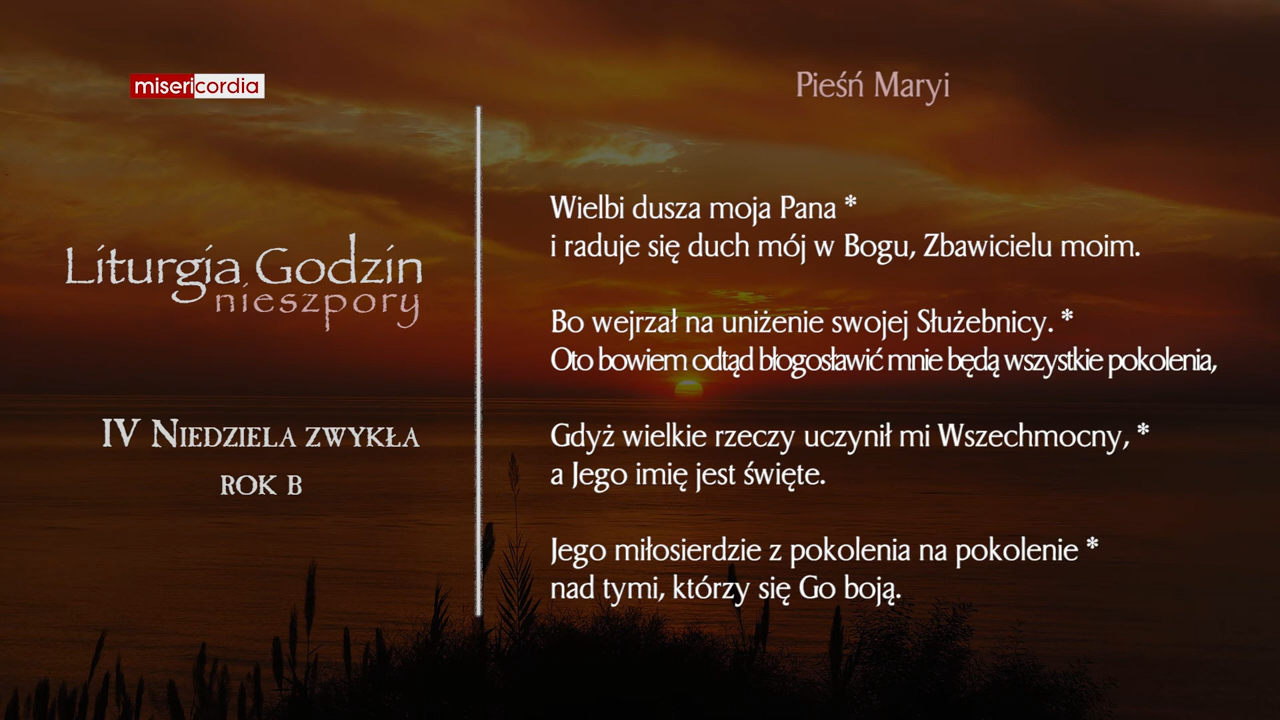 misericordia
Liturgia Godzin
nieszpory
IV Niedziela zwykła
rok B
Pieśń Maryi
Wielbi dusza moja Pana *
i raduje się duch mój w Bogu, Zbawicielu moim.
Bo wejrzał na uniżenie swojej Służebnicy. *
Oto bowiem odtąd błogosławić mnie będą wszystkie pokolenia,
Gdyż wielkie rzeczy uczynił mi Wszechmocny, *
a Jego imię jest święte.
Jego miłosierdzie z pokolenia na pokolenie *
nad tymi, którzy się Go boją.